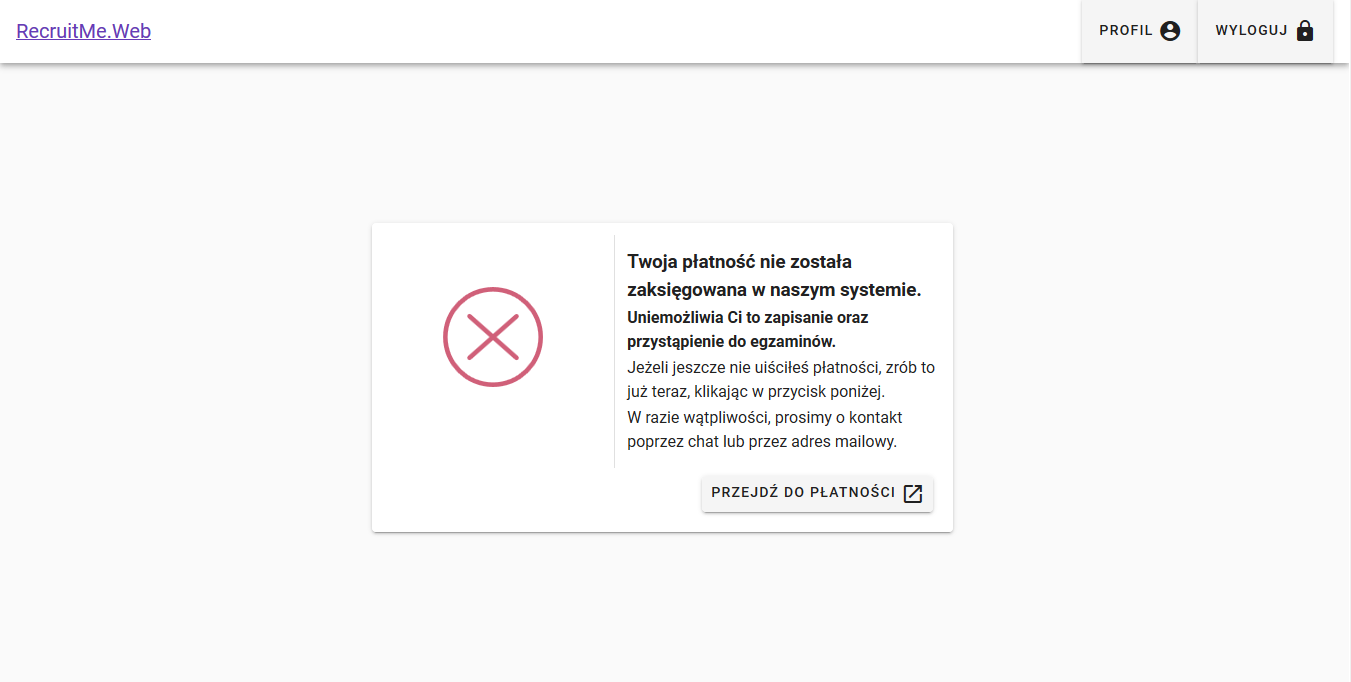 RecruitMe.Web
PROFIL
WYLOGUJ
Twoja płatność nie została
zaksięgowana w naszym systemie.
Uniemożliwia Ci to zapisanie oraz
przystąpienie do egzaminów.
Jeżeli jeszcze nie uiściłeś płatności, zrób to
już teraz, klikając w przycisk poniżej.
W razie wątpliwości, prosimy o kontakt
poprzez chat lub przez adres mailowy.
PRZEJDŹ DO PŁATNOŚCI